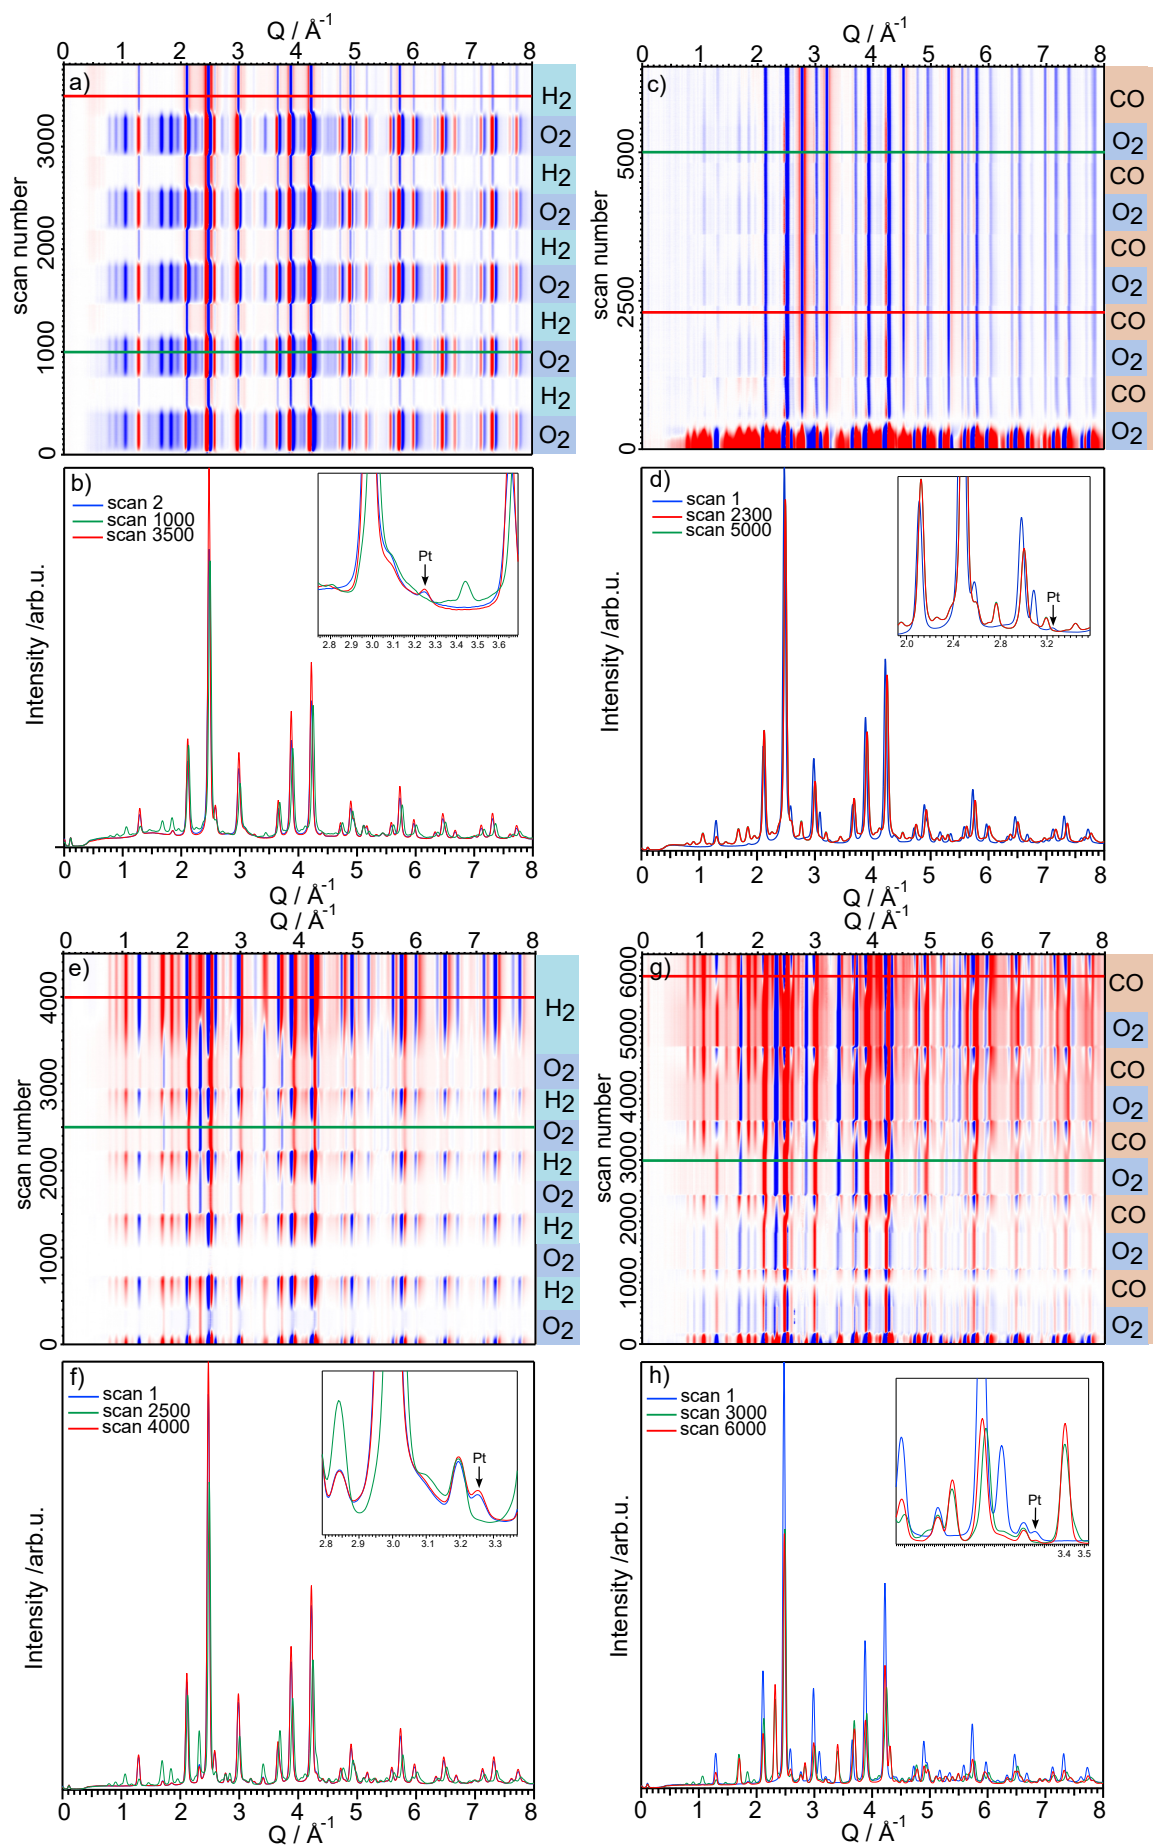 Q / Å-1
0 1 2 3 4 5 6 7 8
a)
scan number
0 1000 2000 3000
H2
O2
H2
O2
H2
O2
H2
O2
H2
O2
Q / Å-1
0 1 2 3 4 5 6 7 8
c)
scan number
0 2500 5000
CO
O2
CO
O2
CO
O2
CO
O2
CO
O2
b)
scan 2
scan 1000
scan 3500
Pt
2.8 2.9 3.0 3.1 3.2 3.3 3.4 3.5 3.6
Intensity /arb.u.
0 1 2 3 4 5 6 7 8
Q / Å-1
d)
scan 1
scan 2300
scan 5000
Pt
2.0 2.4 2.8 3.2
Intensity /arb.u.
0 1 2 3 4 5 6 7 8
Q / Å-1
Q / Å-1
0 1 2 3 4 5 6 7 8
e)
scan number
0 1000 2000 3000 4000
H2
O2
H2
O2
H2
O2
H2
O2
H2
O2
Q / Å-1
0 1 2 3 4 5 6 7 8
g)
scan number
0 1000 2000 3000 4000 5000 6000
CO
O2
CO
O2
CO
O2
CO
O2
CO
O2
f)
scan 1
scan 2500
scan 4000
Pt
2.8 2.9 3.0 3.1 3.2 3.3
Intensity /arb.u.
0 1 2 3 4 5 6 7 8
Q / Å-1
h)
scan 1
scan 3000
scan 6000
Pt
3.4 3.5
Intensity /arb.u.
0 1 2 3 4 5 6 7 8
Q / Å-1